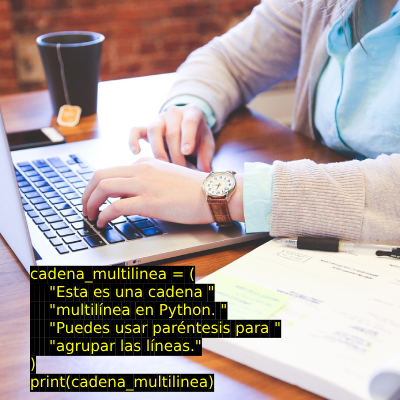 cadena_multilinea = (
    "Esta es una cadena "
    "multilínea en Python. "
    "Puedes usar paréntesis para "
    "agrupar las líneas."
)
print(cadena_multilinea)